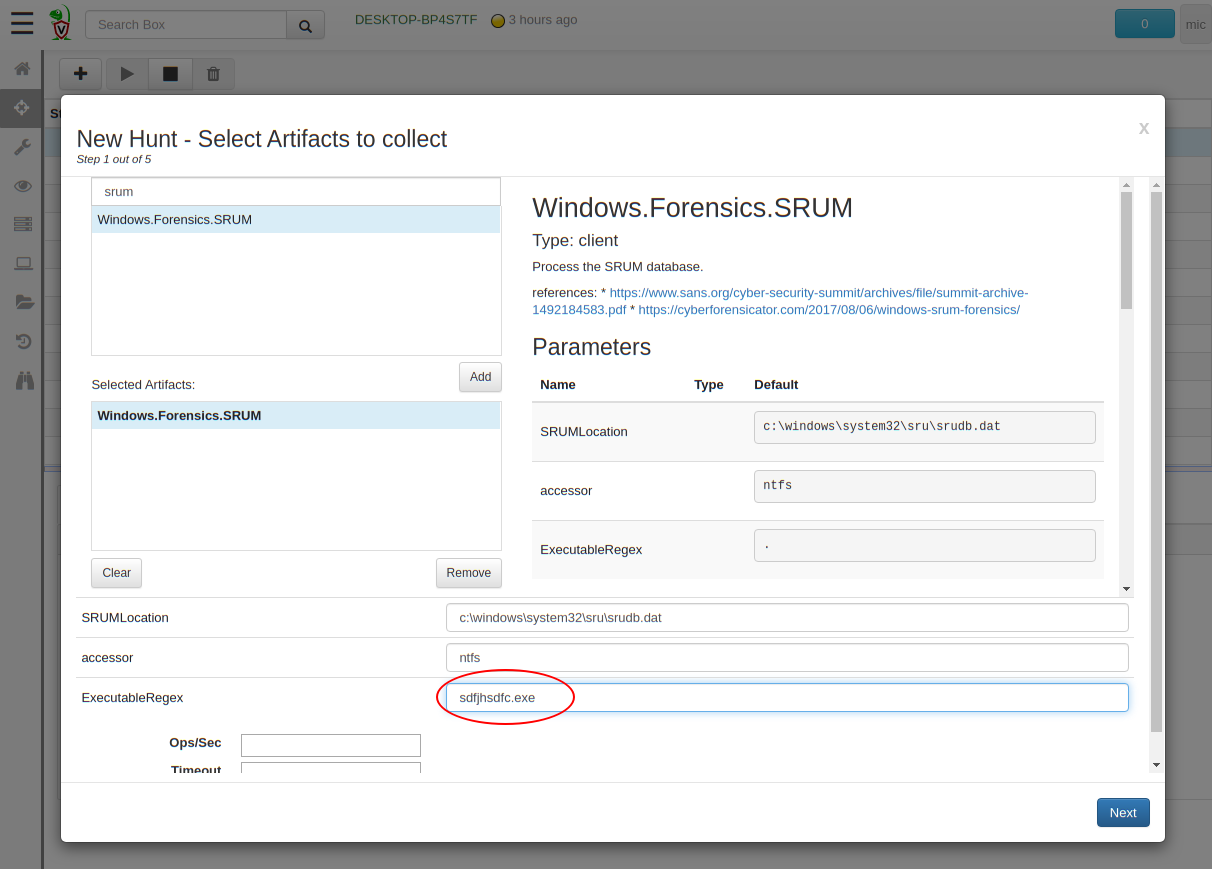 Search Box
DESKTOP-BP4S7TF 3 hours ago
0
mic
New Hunt - Select Artifacts to collect
x
Step 1 out of 5
srum
Windows.Forensics.SRUM
Selected Artifacts:
Add
Windows.Forensics.SRUM
Clear
Remove
Windows.Forensics.SRUM
Type: client
Process the SRUM database.
references: * https://www.sans.org/cyber-security-summit/archives/file/summit-archive-
1492184583.pdf * https://cyberforensicator.com/2017/08/06/windows-srum-forensics/
Parameters
Name Type Default
SRUMLocation c:\windows\system32\sru\srudb.dat
accessor ntfs
ExecutableRegex .
SRUMLocation c:\windows\system32\sru\srudb.dat
accessor ntfs
ExecutableRegex sdfjhsdfc.exe
Ops/Sec
Timeout
Next